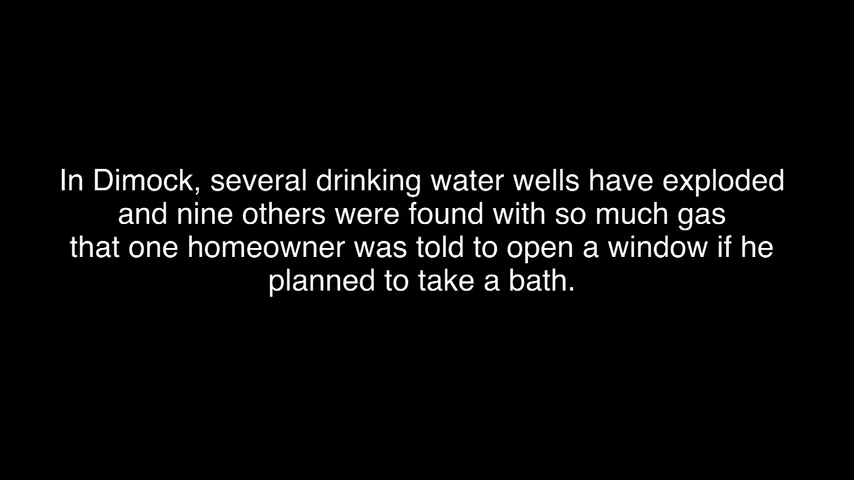 In Dimock, several drinking water wells have exploded
and nine others were found with so much gas
that one homeowner was told to open a window if he
planned to take a bath.